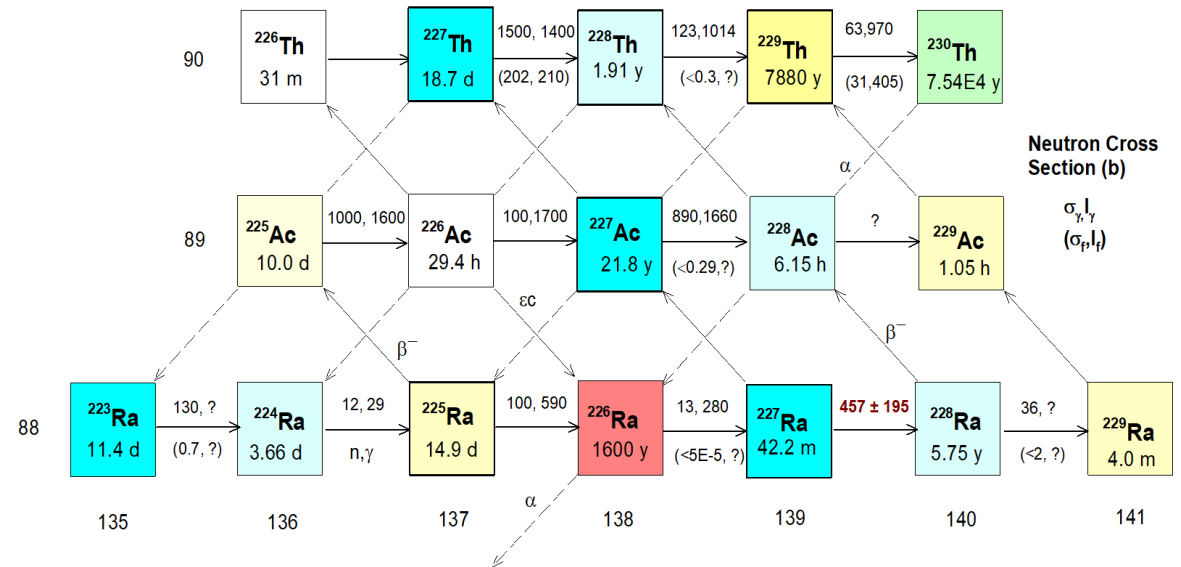 90
²²⁶Th
31 m
²²⁷Th
18.7 d
1500, 1400
(202, 210)
²²⁸Th
1.91 y
123,1014
(<0.3, ?)
²²⁹Th
7880 y
63,970
(31,405)
²³⁰Th
7.54E4 y
α
Neutron Cross
Section (b)
σγ,Iγ
(σf,If)
89
²²⁵Ac
10.0 d
1000, 1600
²²⁶Ac
29.4 h
100,1700
²²⁷Ac
21.8 y
890,1660
(<0.29,?)
²²⁸Ac
6.15 h
?
²²⁹Ac
1.05 h
εc
β⁻
β⁻
88
²²³Ra
11.4 d
130, ?
(0.7, ?)
²²⁴Ra
3.66 d
12, 29
n,γ
²²⁵Ra
14.9 d
100, 590
²²⁶Ra
1600 y
13, 280
(<5E-5, ?)
²²⁷Ra
42.2 m
457 ± 195
²²⁸Ra
5.75 y
36, ?
(<2, ?)
²²⁹Ra
4.0 m
α
135
136
137
138
139
140
141